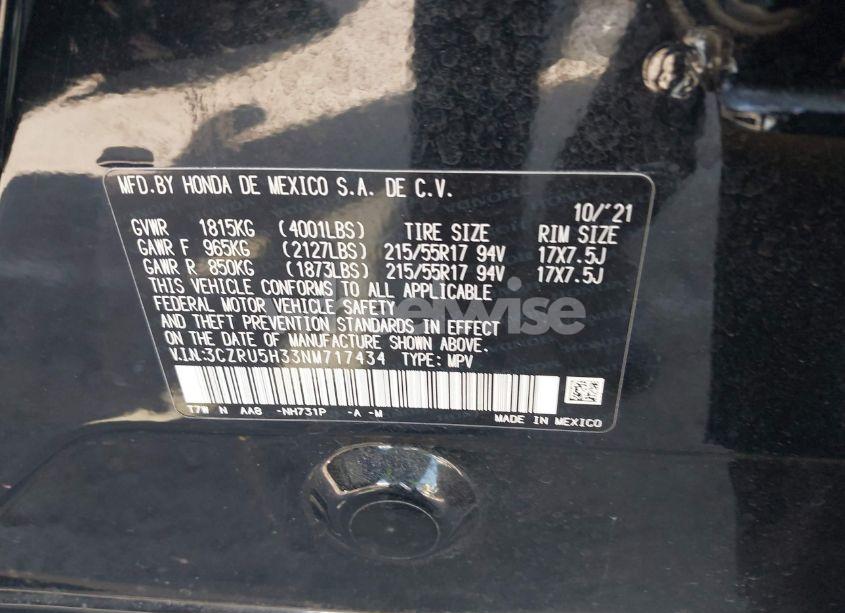 MFD.BY HONDA DE MEXICO S.A. DE C.V.
10/'21
GVWR 1815KG (4001LBS) TIRE SIZE RIM SIZE
GAWR F 965KG (2127LBS) 215/55R17 94V 17X7.5J
GAWR R 850KG (1873LBS) 215/55R17 94V 17X7.5J
THIS VEHICLE CONFORMS TO ALL APPLICABLE
FEDERAL MOTOR VEHICLE SAFETY
AND THEFT PREVENTION STANDARDS IN EFFECT
ON THE DATE OF MANUFACTURE SHOWN ABOVE.
V.I.N:3CZRU5H33NM717434 TYPE: MPV
T7W N AA8 -NH731P -A -M
MADE IN MEXICO